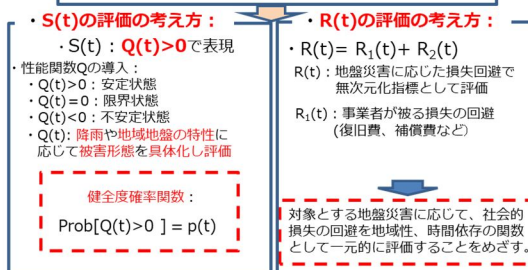 ・S(t)の評価の考え方：
・S(t)：Q(t)>0で表現
・性能関数Qの導入：
・Q(t)>0：安定状態
・Q(t)=0：限界状態
・Q(t)<0：不安定状態
・Q(t): 降雨や地域地盤の特性に
応じて被害形態を具体化し評価
健全度確率関数：
Prob[Q(t)>0 ] = p(t)
・R(t)の評価の考え方：
・R(t)= R₁(t)+ R₂(t)
R(t)：地盤災害に応じた損失回避で
無次元化指標として評価
R₁(t)：事業者が被る損失の回避
(復旧費、補償費など)
対象とする地盤災害に応じて、社会的
損失の回避を地域性、時間依存の関数
として一元的に評価することをめざす。